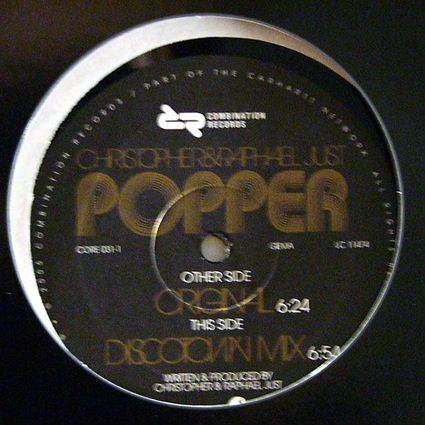 COMBINATION
RECORDS
COMBINATION RECORDS / PART OF THE CARHARTT NETWORK. ALL RIGHTS
CHRISTOPHER & RAPHAEL JUST
POPPER
CORE 031-1 GEMA LC 11474
OTHER SIDE
ORIGINAL 6:24
THIS SIDE
DISCOTOWN MIX 6:54
WRITTEN & PRODUCED BY
CHRISTOPHER & RAPHAEL JUST